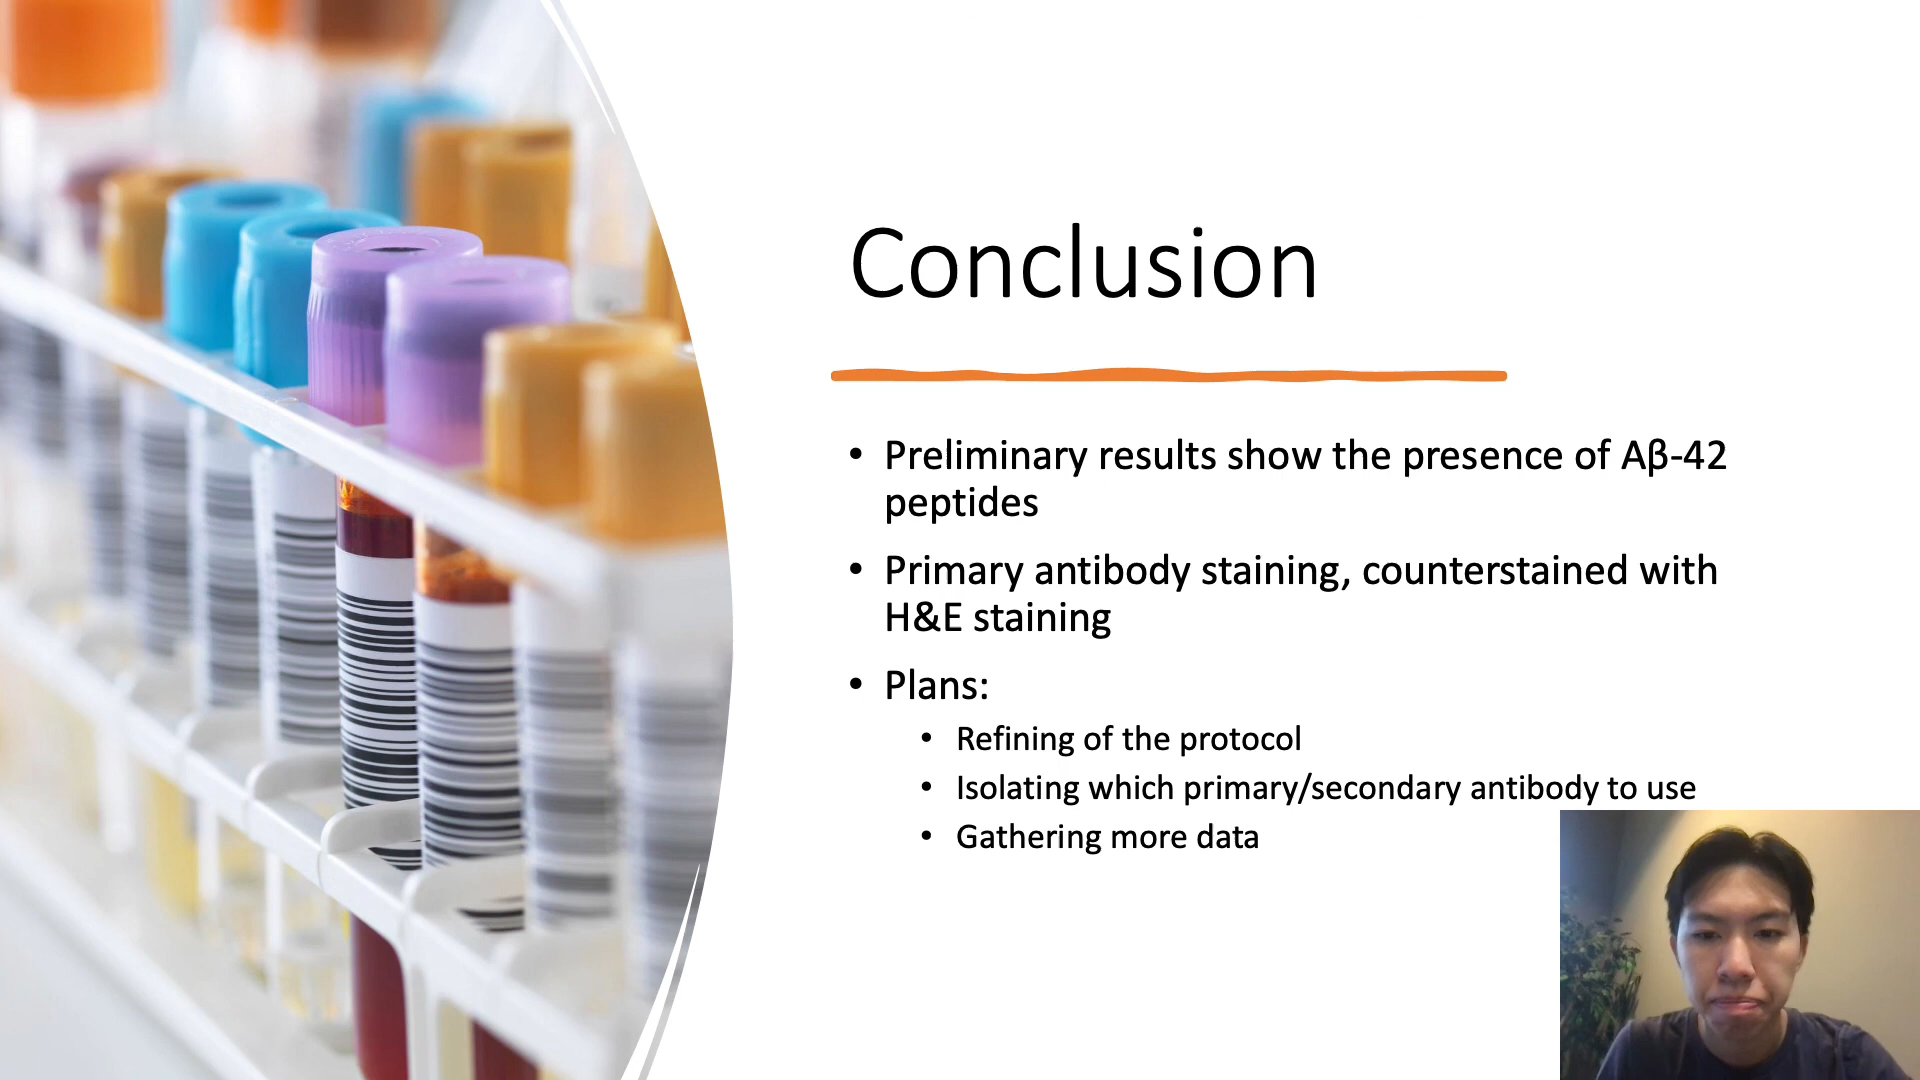 Conclusion
• Preliminary results show the presence of Aβ-42
peptides
• Primary antibody staining, counterstained with
H&E staining
• Plans:
• Refining of the protocol
• Isolating which primary/secondary antibody to use
• Gathering more data